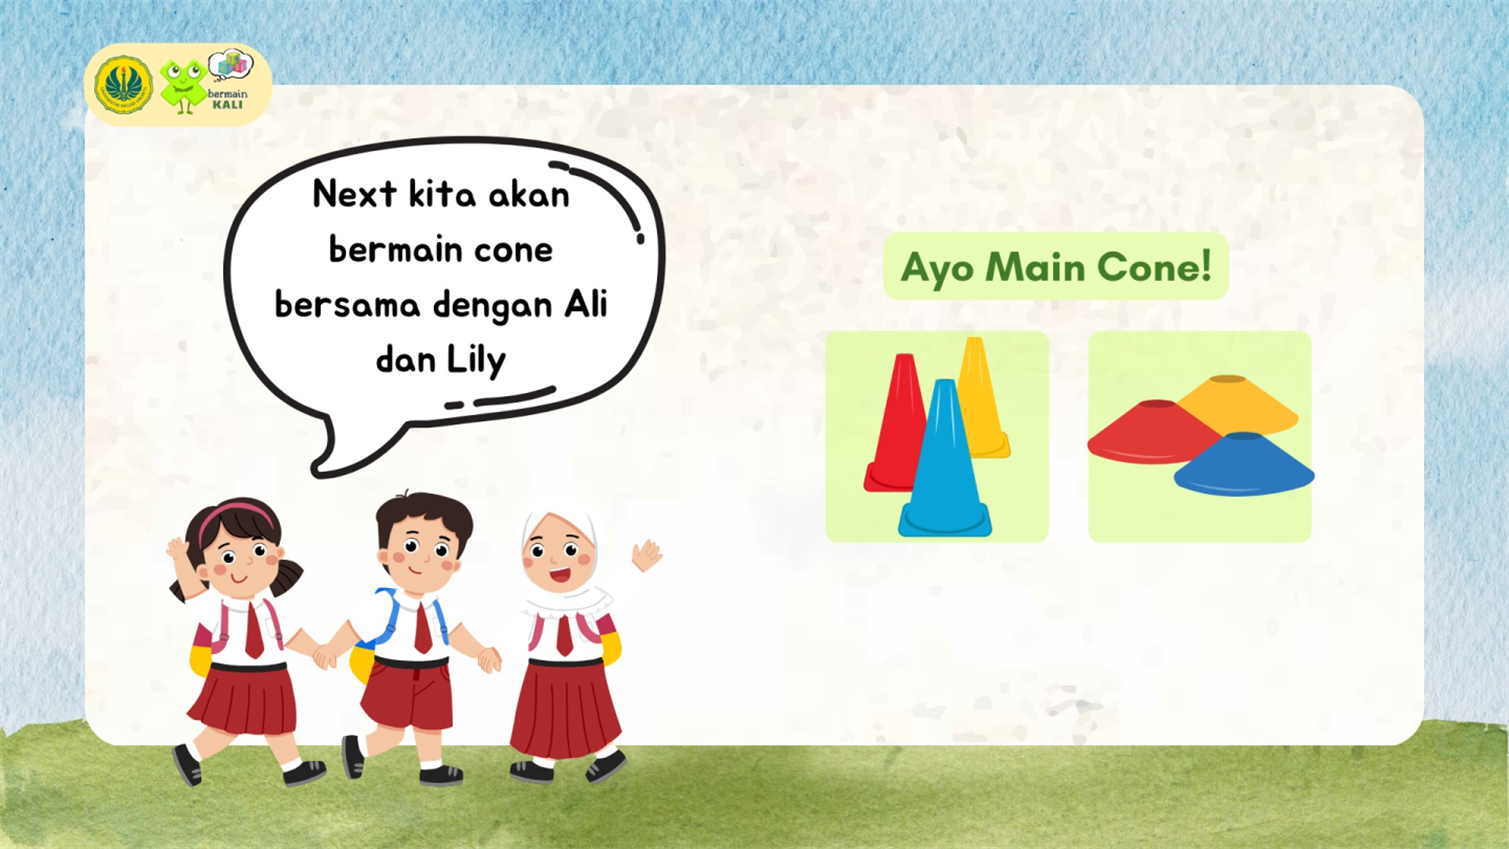 bermain
KALI
Next kita akan
bermain cone
bersama dengan Ali
dan Lily
Ayo Main Cone!